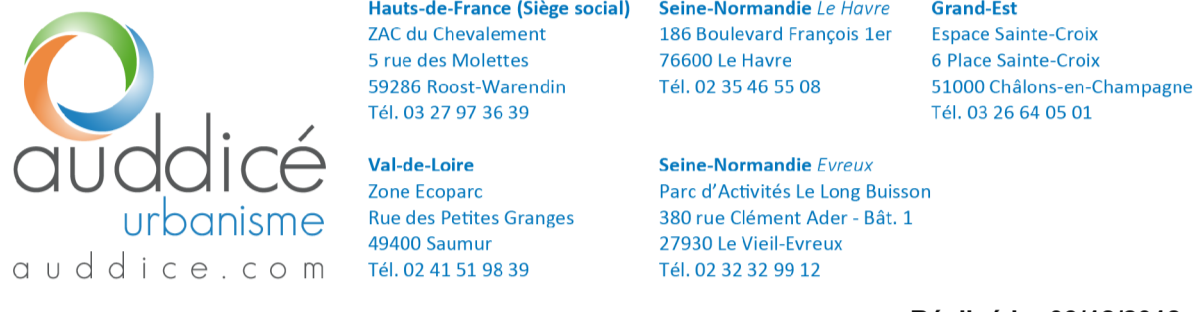 auddicé
urbanisme
auddice.com
Hauts-de-France (Siège social)
ZAC du Chevalement
5 rue des Molettes
59286 Roost-Warendin
Tél. 03 27 97 36 39
Seine-Normandie Le Havre
186 Boulevard François 1er
76600 Le Havre
Tél. 02 35 46 55 08
Grand-Est
Espace Sainte-Croix
6 Place Sainte-Croix
51000 Châlons-en-Champagne
Tél. 03 26 64 05 01
Val-de-Loire
Zone Ecoparc
Rue des Petites Granges
49400 Saumur
Tél. 02 41 51 98 39
Seine-Normandie Evreux
Parc d’Activités Le Long Buisson
380 rue Clément Ader - Bât. 1
27930 Le Vieil-Evreux
Tél. 02 32 32 99 12